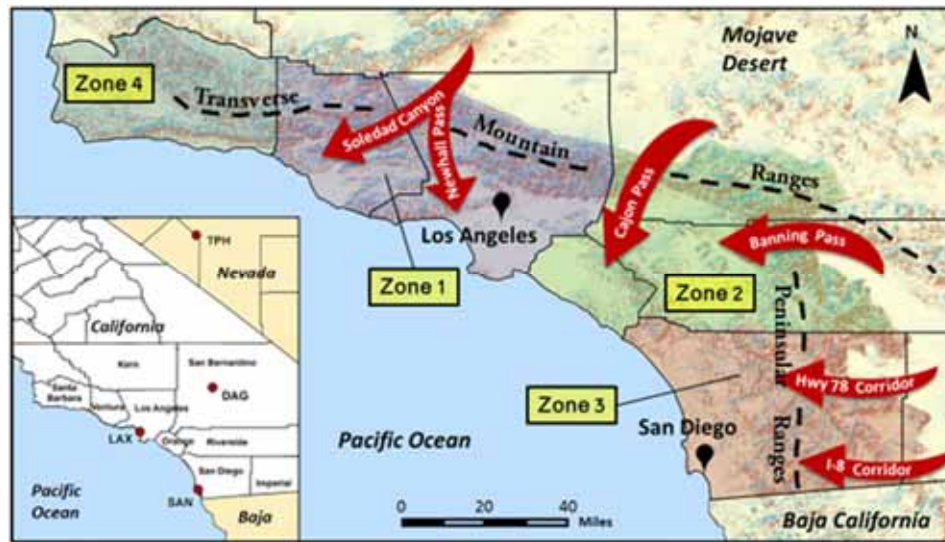 Mojave
Desert
N
Zone 4
Transverse
Soledad Canyon
Newhall Pass
Mountain
Cajon Pass
Ranges
Los Angeles
Banning Pass
Zone 1
Zone 2
Peninsular
Ranges
Hwy 78 Corridor
Zone 3
San Diego
I-8 Corridor
Pacific Ocean
0 20 40
Miles
Baja California
TPH
Nevada
California
Kern
San Bernardino
Santa
Barbara
Ventura
Los Angeles
DAG
LAX
Orange
Riverside
San Diego
Imperial
SAN
Pacific
Ocean
Baja